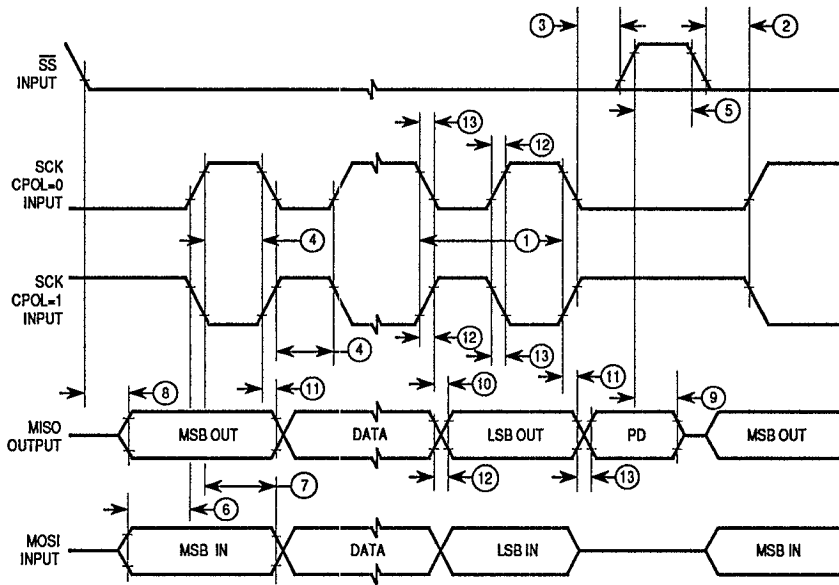 3
2
SS
INPUT
5
13
12
SCK
CPOL=0
INPUT
4
1
SCK
CPOL=1
INPUT
12
13
4
8
11
10
11
9
MISO
OUTPUT
MSB OUT
DATA
LSB OUT
PD
MSB OUT
7
12
13
6
MOSI
INPUT
MSB IN
DATA
LSB IN
MSB IN